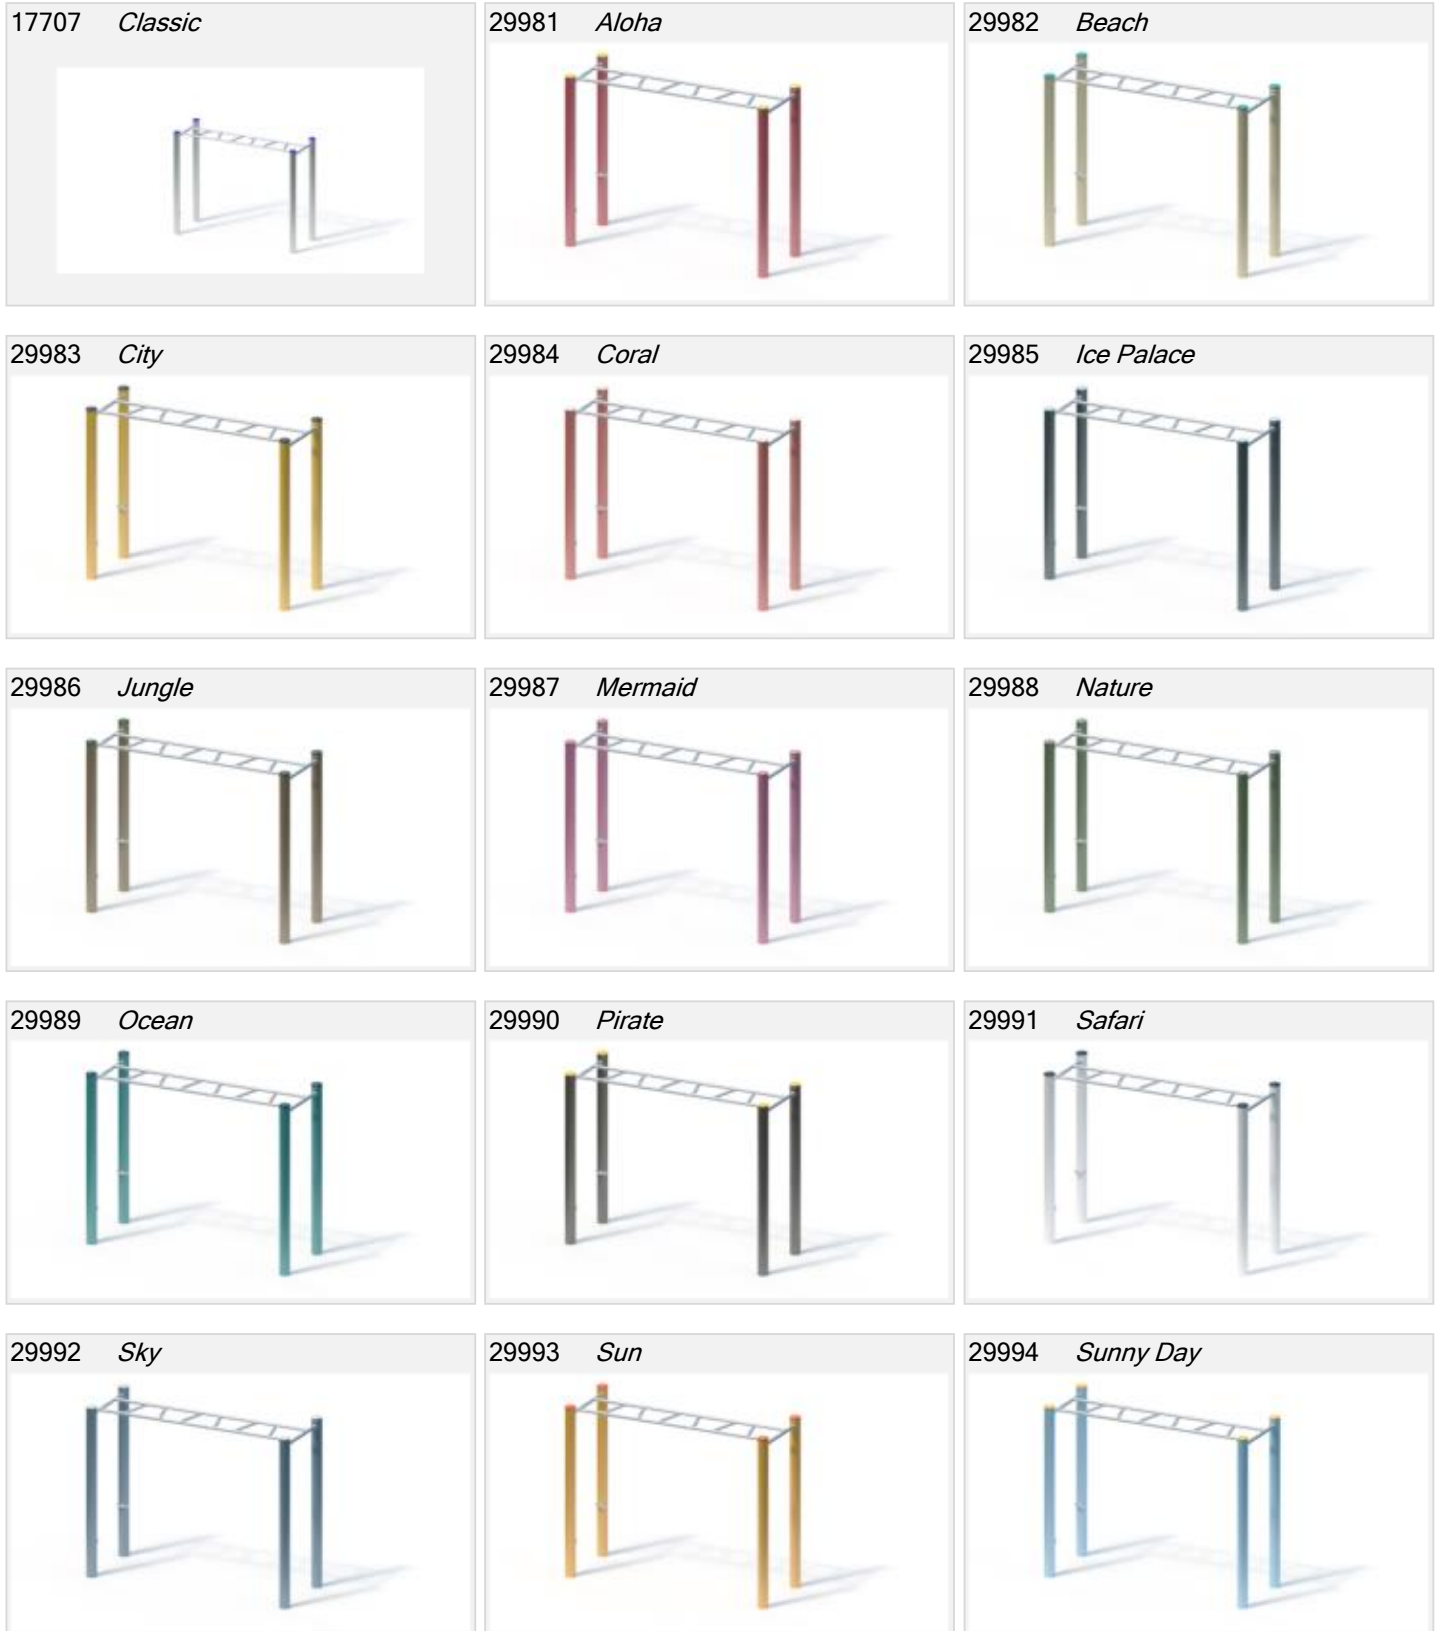 17707 Classic
29981 Aloha
29982 Beach
29983 City
29984 Coral
29985 Ice Palace
29986 Jungle
29987 Mermaid
29988 Nature
29989 Ocean
29990 Pirate
29991 Safari
29992 Sky
29993 Sun
29994 Sunny Day